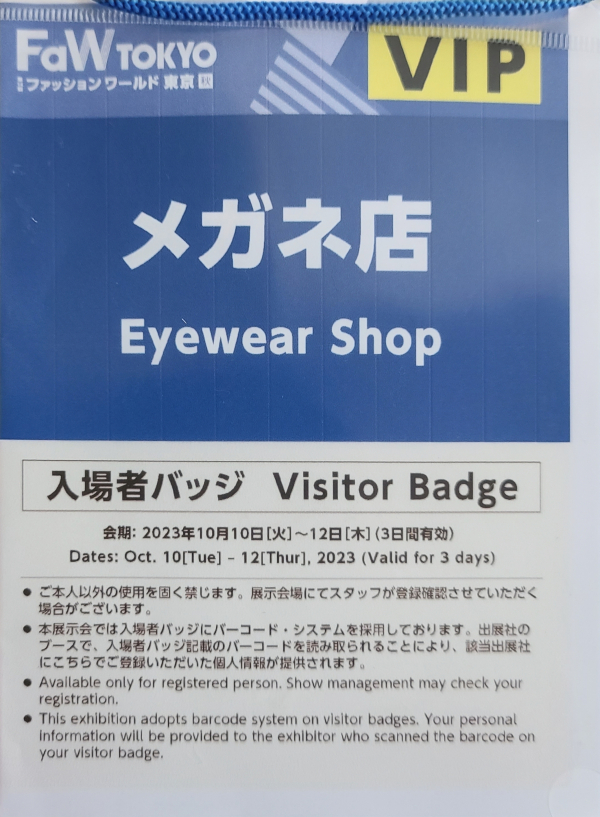 FaW TOKYO
ファッション ワールド 東京 秋
VIP
メガネ店
Eyewear Shop
入場者バッジ Visitor Badge
会期: 2023年10月10日[火]～12日[木] (3日間有効)
Dates: Oct. 10[Tue] – 12[Thur], 2023 (Valid for 3 days)
● ご本人以外の使用を固く禁じます。展示会場にてスタッフが登録確認させていただく
場合がございます。
● 本展示会では入場者バッジにバーコード・システムを採用しております。出展社の
ブースで、入場者バッジ記載のバーコードを読み取られることにより、該当出展社
にこちらでご登録いただいた個人情報が提供されます。
● Available only for registered person. Show management may check your
registration.
● This exhibition adopts barcode system on visitor badges. Your personal
information will be provided to the exhibitor who scanned the barcode on
your visitor badge.